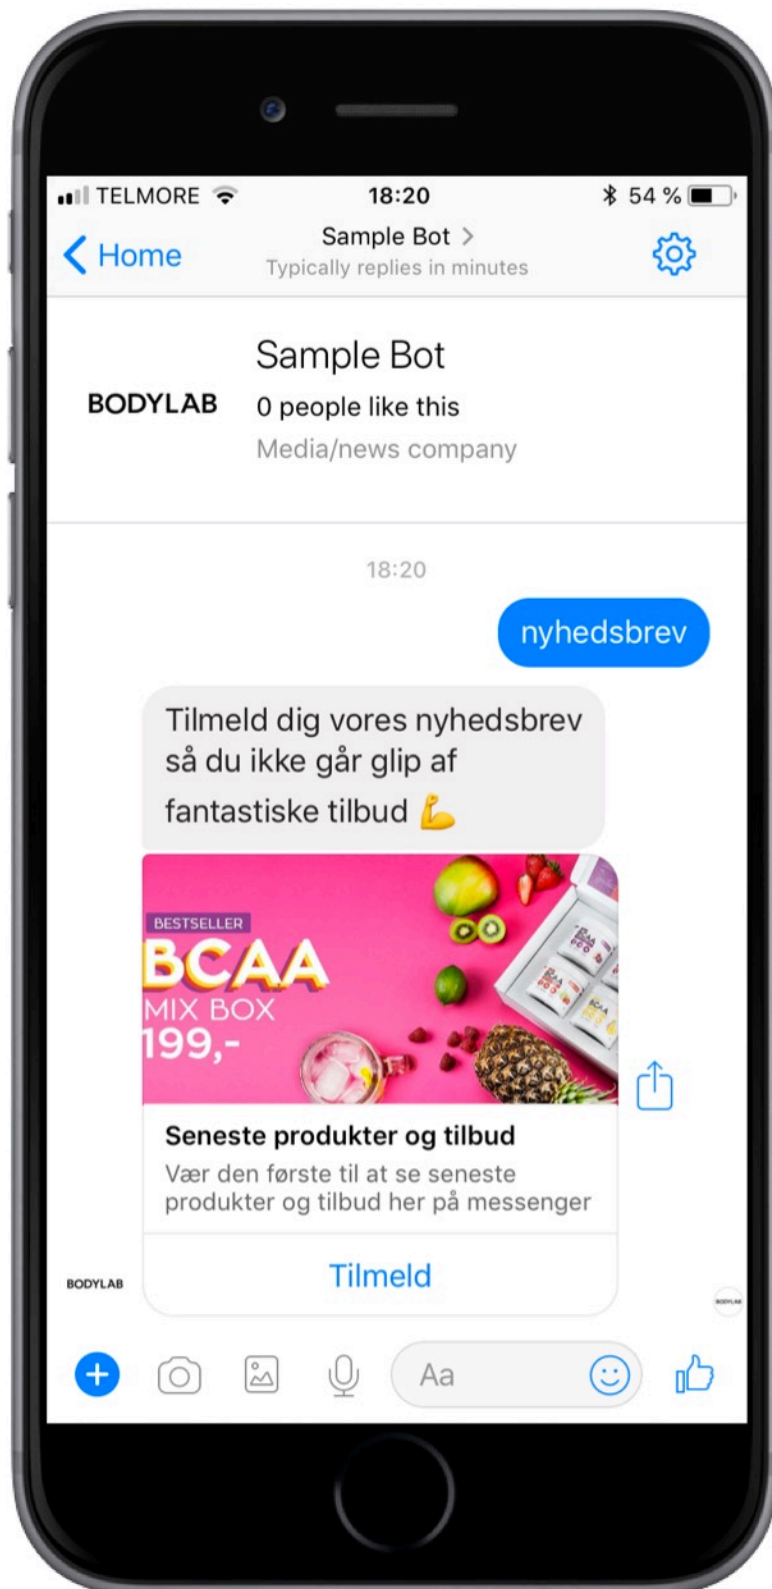 TELMORE 18:20 54 %
Home
Sample Bot >
Typically replies in minutes
BODYLAB
Sample Bot
0 people like this
Media/news company
18:20
nyhedsbrev
Tilmeld dig vores nyhedsbrev
så du ikke går glip af
fantastiske tilbud 💪
BESTSELLER
BCAA
MIX BOX
199,-
Seneste produkter og tilbud
Vær den første til at se seneste
produkter og tilbud her på messenger
Tilmeld
BODYLAB
BODYLAB
Aa